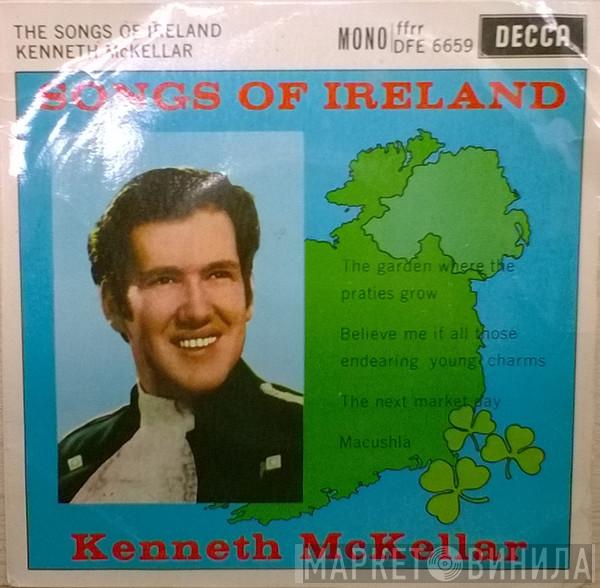 THE SONGS OF IRELAND
KENNETH McKELLAR
MONO
ffrr
DFE 6659
DECCA
SONGS OF IRELAND
The garden where the
praties grow
Believe me if all those
endearing young charms
The next market day
Macushla
Kenneth McKellar
МАРКЕТ ВИНИЛА